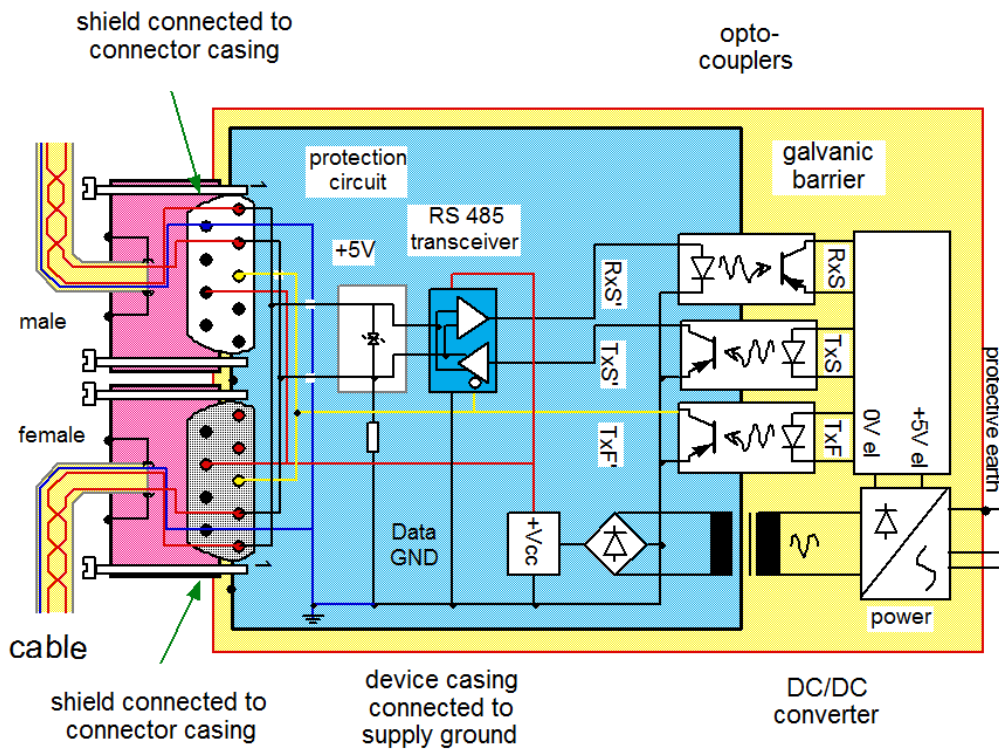 shield connected to
connector casing
opto-
couplers
protection
circuit
galvanic
barrier
1
RS 485
transceiver
+5V
RxS'
RxS
male
TxS'
TxS
protective earth
female
TxF'
TxF
0V el
+5V el
Data
GND
+Vcc
1
power
cable
shield connected to
connector casing
device casing
connected to
supply ground
DC/DC
converter